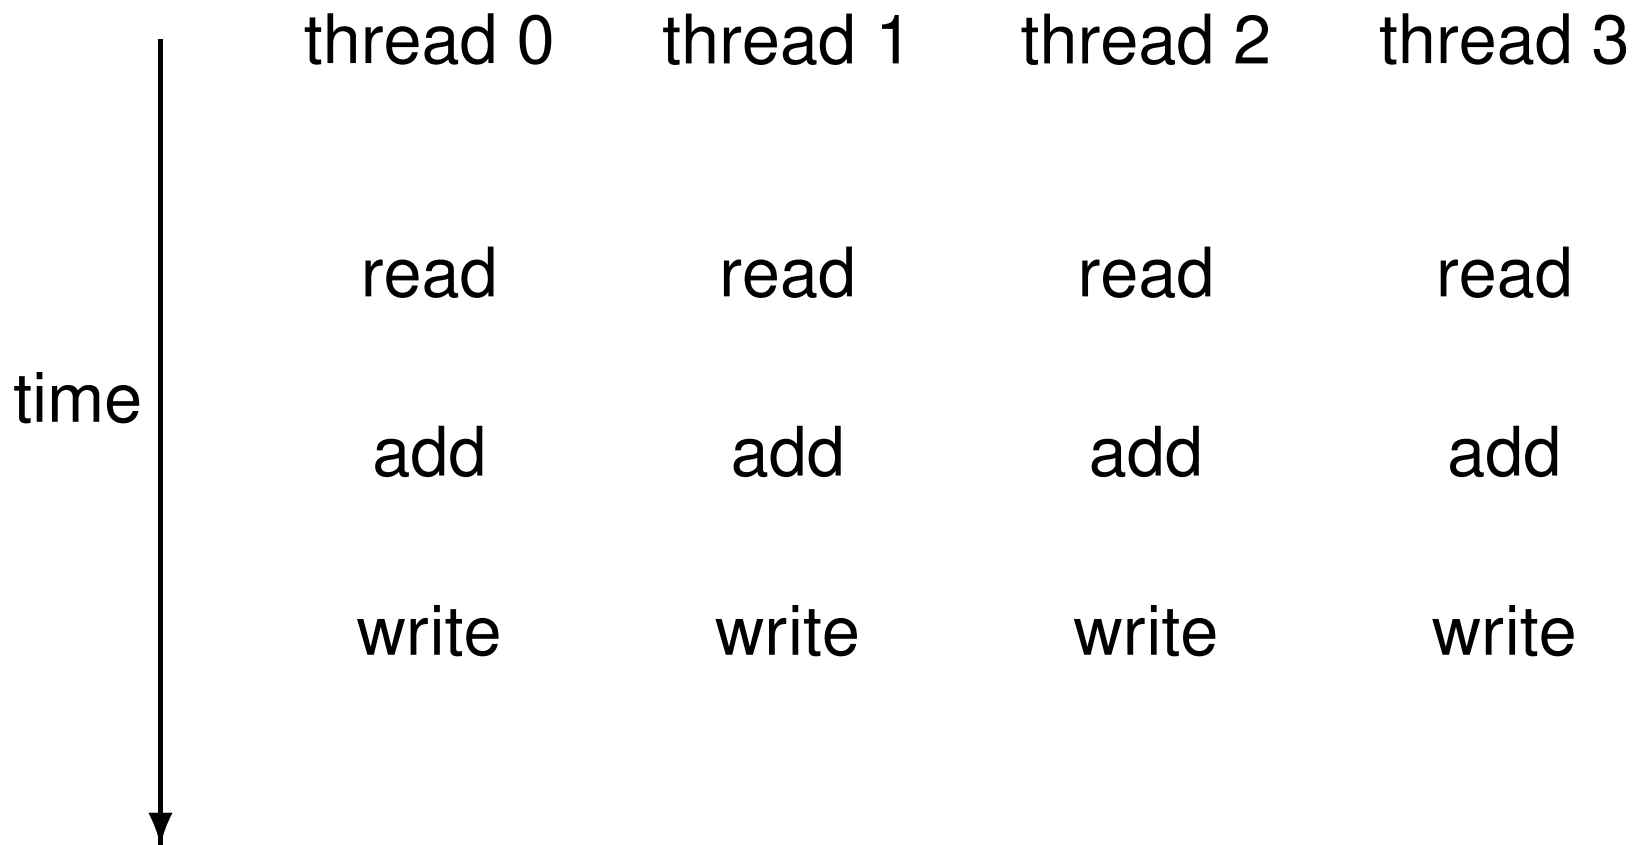 thread 0 thread 1 thread 2 thread 3
read read read read
time
add add add add
write write write write